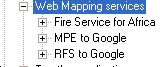 Web Mapping services
Fire Service for Africa
MPE to Google
RFS to Google